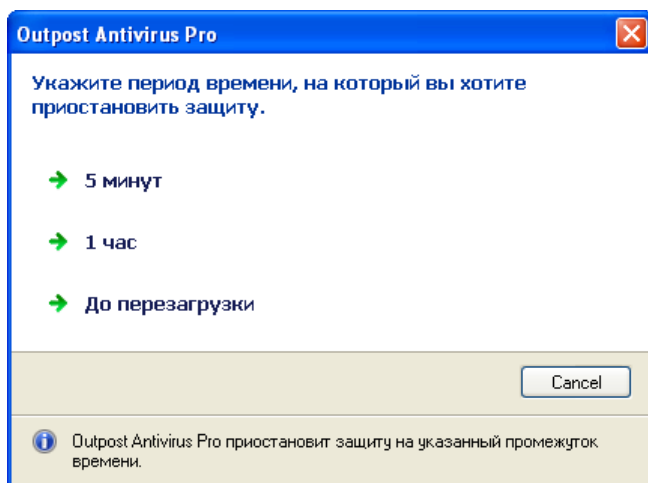 Outpost Antivirus Pro
Укажите период времени, на который вы хотите
приостановить защиту.
5 минут
1 час
До перезагрузки
Cancel
Outpost Antivirus Pro приостановит защиту на указанный промежуток
времени.